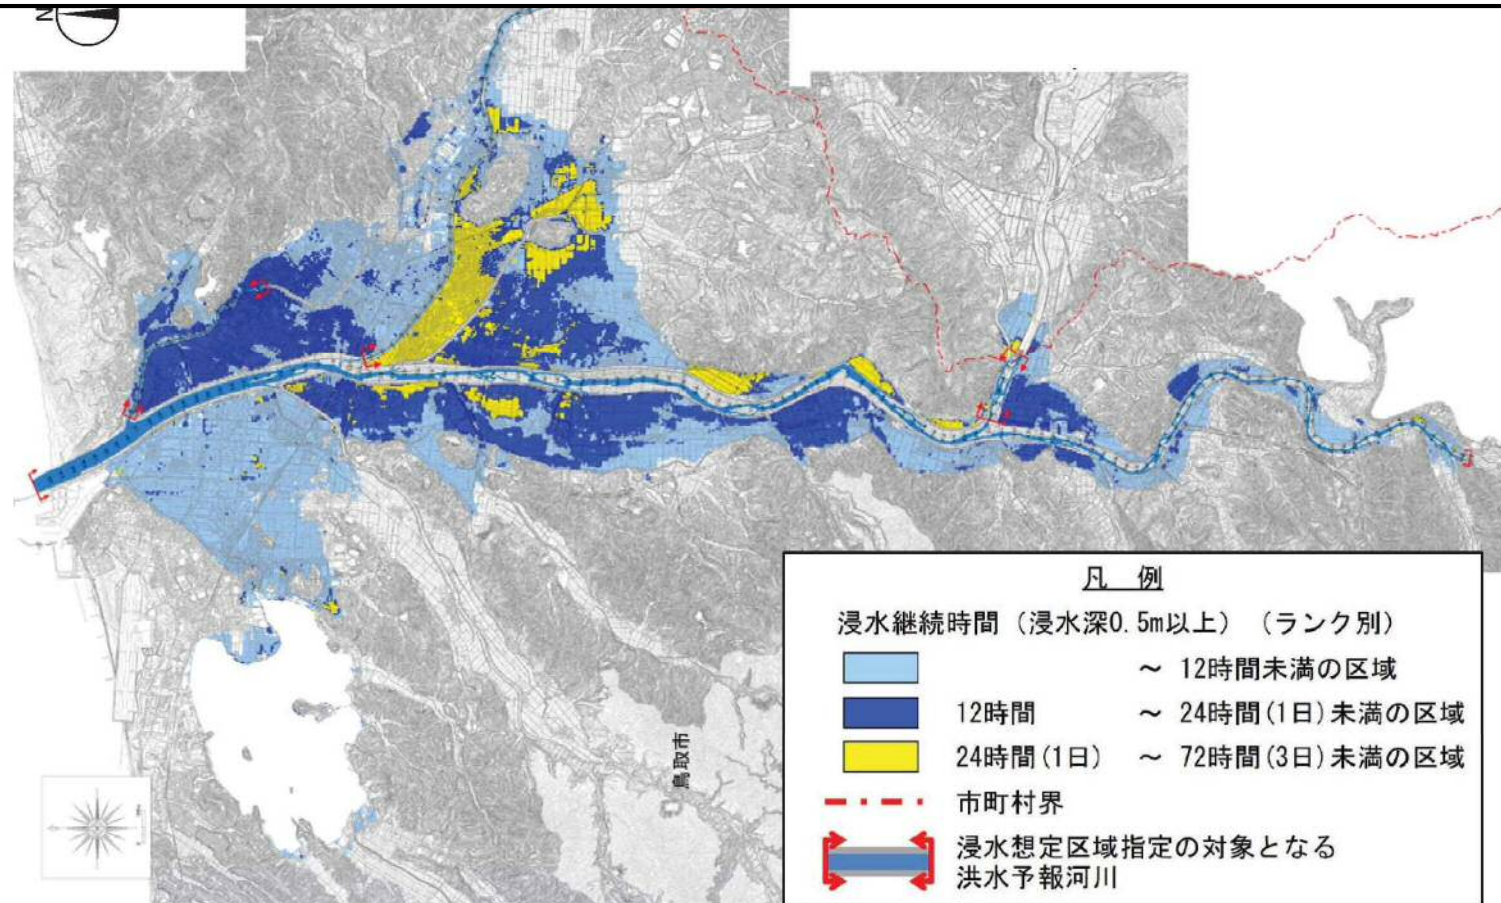 N
鳥取市
凡 例
浸水継続時間（浸水深0.5m以上）（ランク別）
～ 12時間未満の区域
12時間 ～ 24時間(1日)未満の区域
24時間(1日) ～ 72時間(3日)未満の区域
市町村界
浸水想定区域指定の対象となる
洪水予報河川